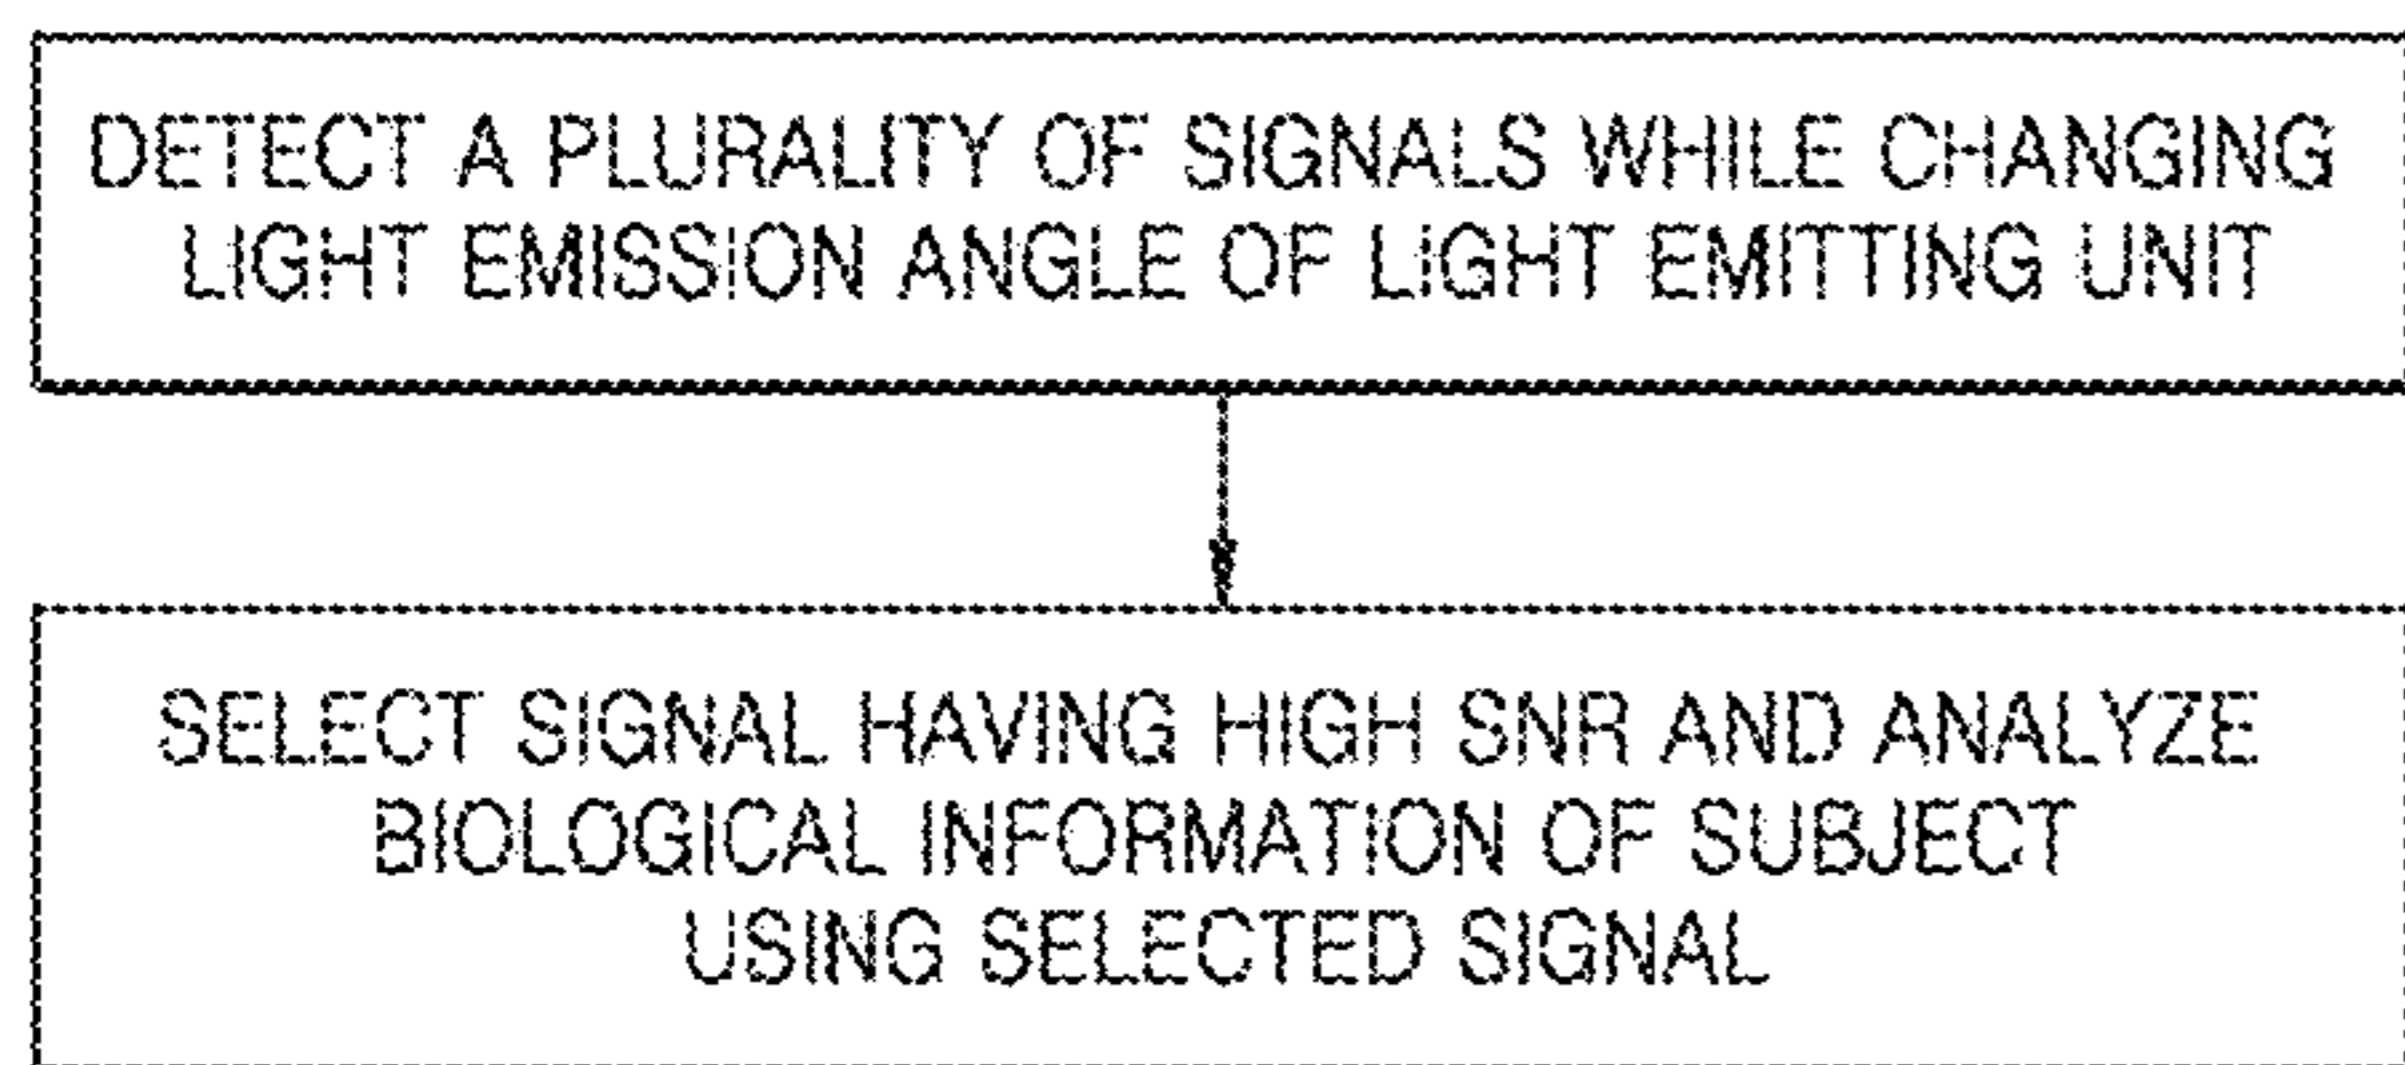 DETECT A PLURALITY OF SIGNALS WHILE CHANGING
LIGHT EMISSION ANGLE OF LIGHT EMITTING UNIT
SELECT SIGNAL HAVING HIGH SNR AND ANALYZE
BIOLOGICAL INFORMATION OF SUBJECT
USING SELECTED SIGNAL